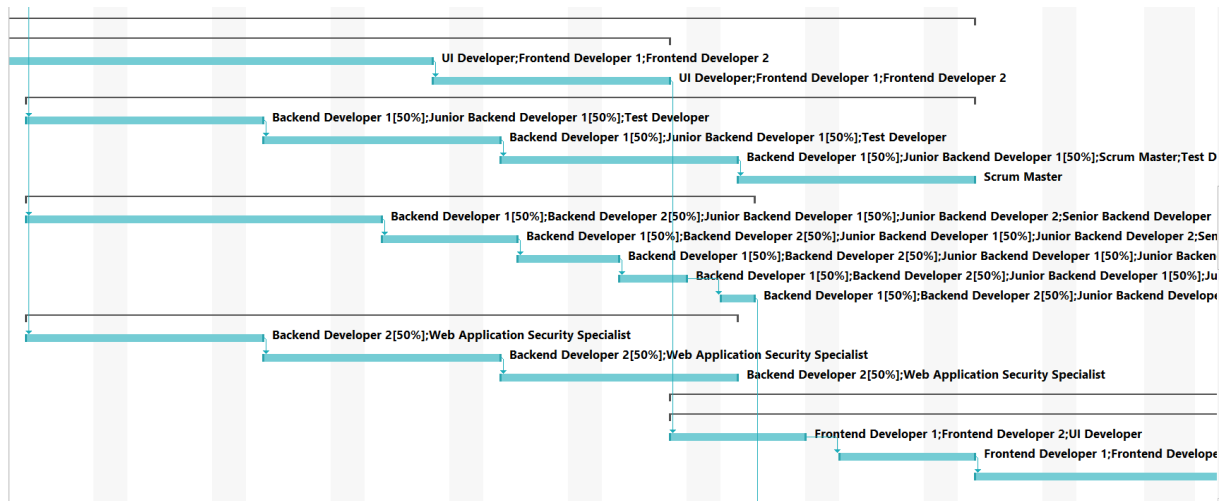 UI Developer;Frontend Developer 1;Frontend Developer 2
UI Developer;Frontend Developer 1;Frontend Developer 2
Backend Developer 1[50%];Junior Backend Developer 1[50%];Test Developer
Backend Developer 1[50%];Junior Backend Developer 1[50%];Test Developer
Backend Developer 1[50%];Junior Backend Developer 1[50%];Scrum Master;Test D
Scrum Master
Backend Developer 1[50%];Backend Developer 2[50%];Junior Backend Developer 1[50%];Junior Backend Developer 2;Senior Backend Developer
Backend Developer 1[50%];Backend Developer 2[50%];Junior Backend Developer 1[50%];Junior Backend Developer 2;Sen
Backend Developer 1[50%];Backend Developer 2[50%];Junior Backend Developer 1[50%];Junior Backen
Backend Developer 1[50%];Backend Developer 2[50%];Junior Backend Developer 1[50%];Ju
Backend Developer 1[50%];Backend Developer 2[50%];Junior Backend Develope
Backend Developer 2[50%];Web Application Security Specialist
Backend Developer 2[50%];Web Application Security Specialist
Backend Developer 2[50%];Web Application Security Specialist
Frontend Developer 1;Frontend Developer 2;UI Developer
Frontend Developer 1;Frontend Develope